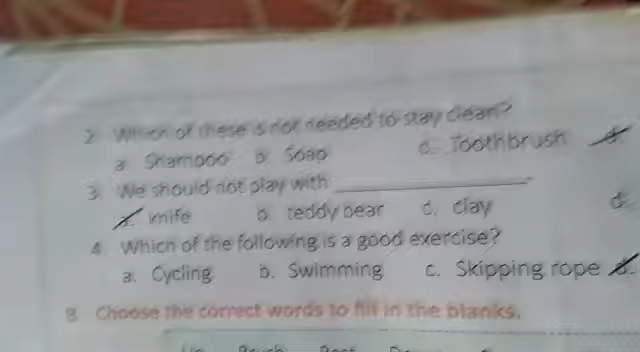 2. Which of these is not needed to stay clean?
a. Shampoo b. Soap c. Toothbrush d.
3. We should not play with ____________.
a. knife b. teddy bear c. clay d.
4. Which of the following is a good exercise?
a. Cycling b. Swimming c. Skipping rope d.
B Choose the correct words to fill in the blanks.